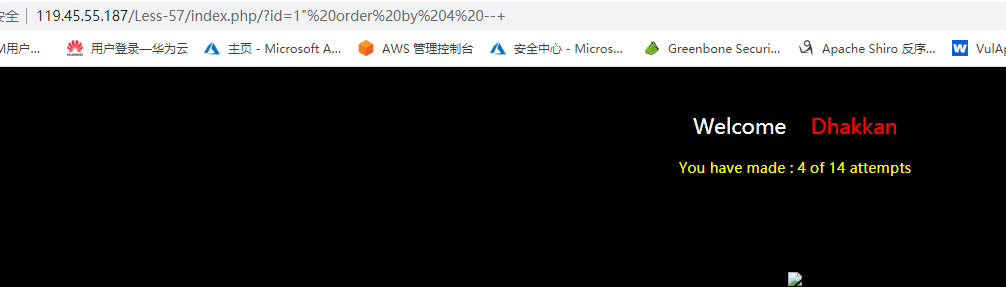 安全 | 119.45.55.187/Less-57/index.php/?id=1"%20order%20by%204%20--+
M用户... 用户登录—华为云 主页 - Microsoft A... AWS 管理控制台 安全中心 - Micros... Greenbone Securi... Apache Shiro 反序... VulAp
Welcome Dhakkan
You have made : 4 of 14 attempts